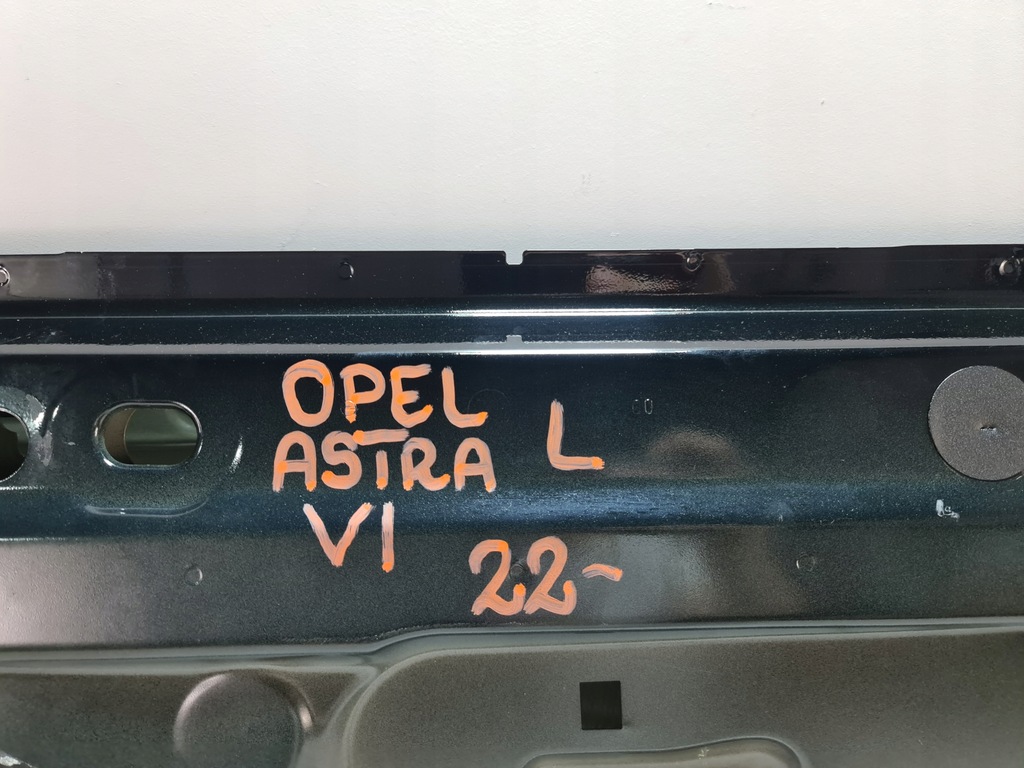 OPEL
ASTRA L
VI
22-